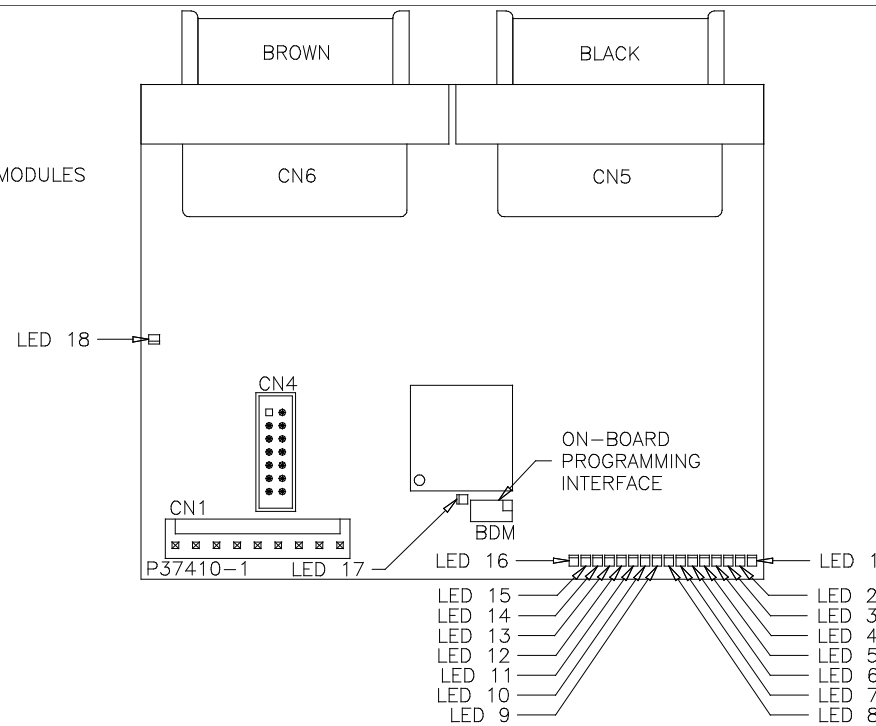 BROWN
BLACK
MODULES
CN6
CN5
LED 18
CN4
ON-BOARD
PROGRAMMING
INTERFACE
CN1
BDM
P37410-1
LED 17
LED 16
LED 1
LED 15
LED 2
LED 14
LED 3
LED 13
LED 4
LED 12
LED 5
LED 11
LED 6
LED 10
LED 7
LED 9
LED 8